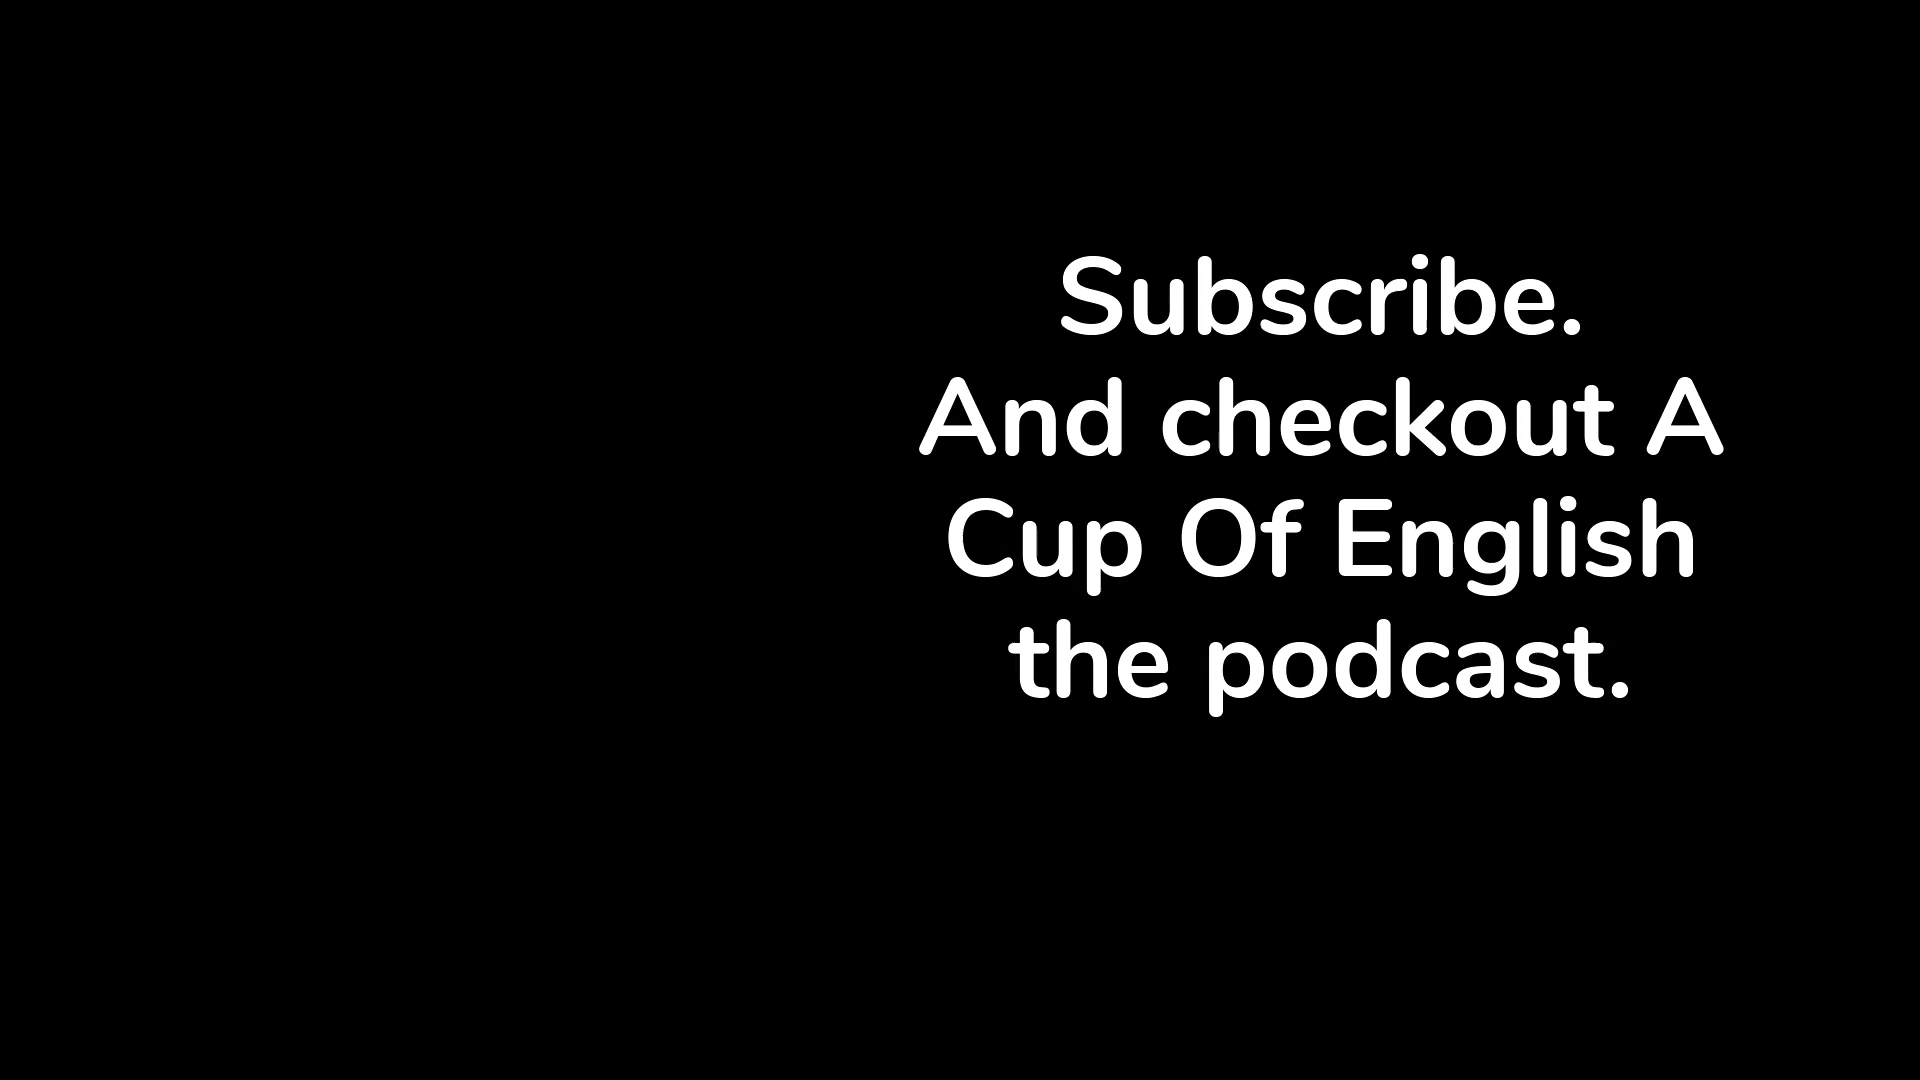 Subscribe.
And checkout A
Cup Of English
the podcast.